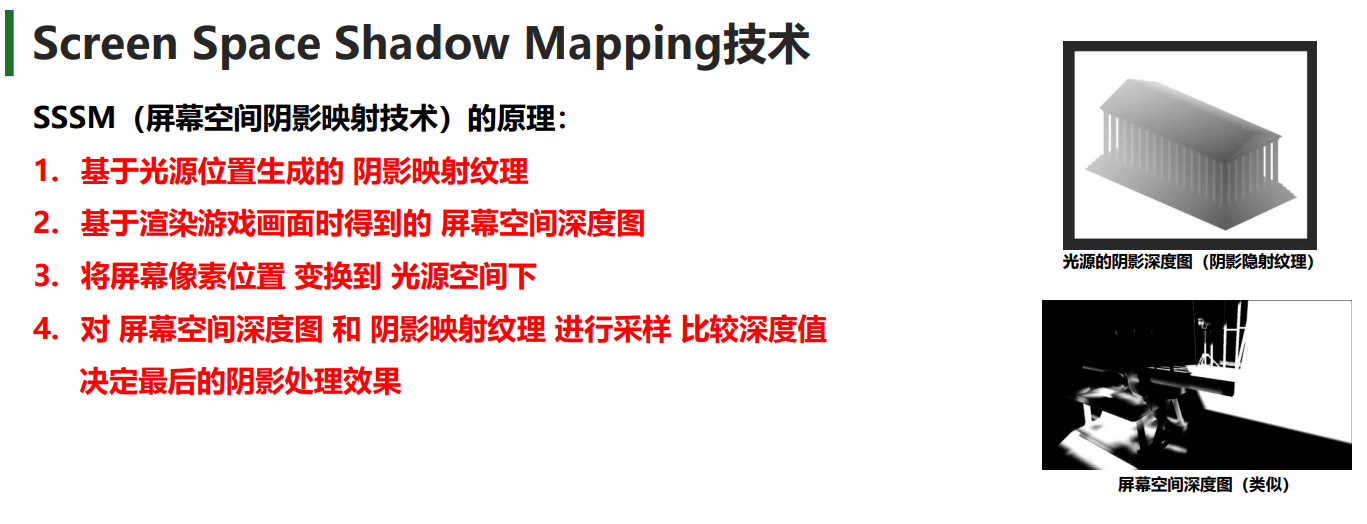 Screen Space Shadow Mapping技术
SSSM（屏幕空间阴影映射技术）的原理：
1. 基于光源位置生成的 阴影映射纹理
2. 基于渲染游戏画面时得到的 屏幕空间深度图
3. 将屏幕像素位置 变换到 光源空间下
4. 对 屏幕空间深度图 和 阴影映射纹理 进行采样 比较深度值
决定最后的阴影处理效果
光源的阴影深度图（阴影隐射纹理）
屏幕空间深度图（类似）